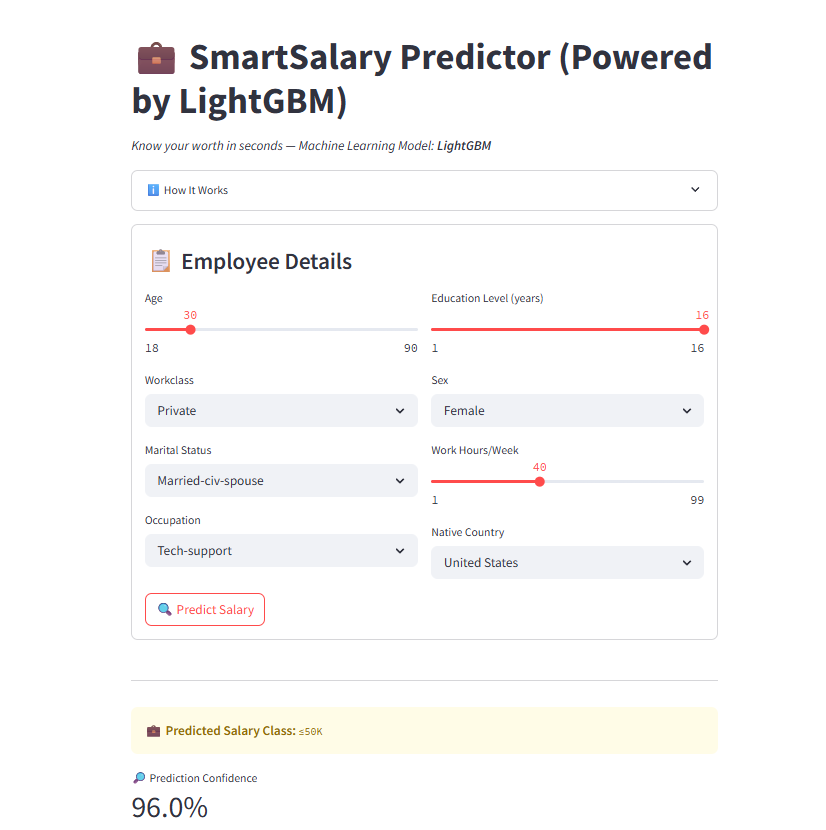 💼 SmartSalary Predictor (Powered
by LightGBM)
Know your worth in seconds — Machine Learning Model: LightGBM
ℹ️ How It Works
📋 Employee Details
Age
30
18 90
Workclass
Private
Marital Status
Married-civ-spouse
Occupation
Tech-support
Education Level (years)
16
1 16
Sex
Female
Work Hours/Week
40
1 99
Native Country
United States
🔍 Predict Salary
💼 Predicted Salary Class: ≤50K
🔎 Prediction Confidence
96.0%